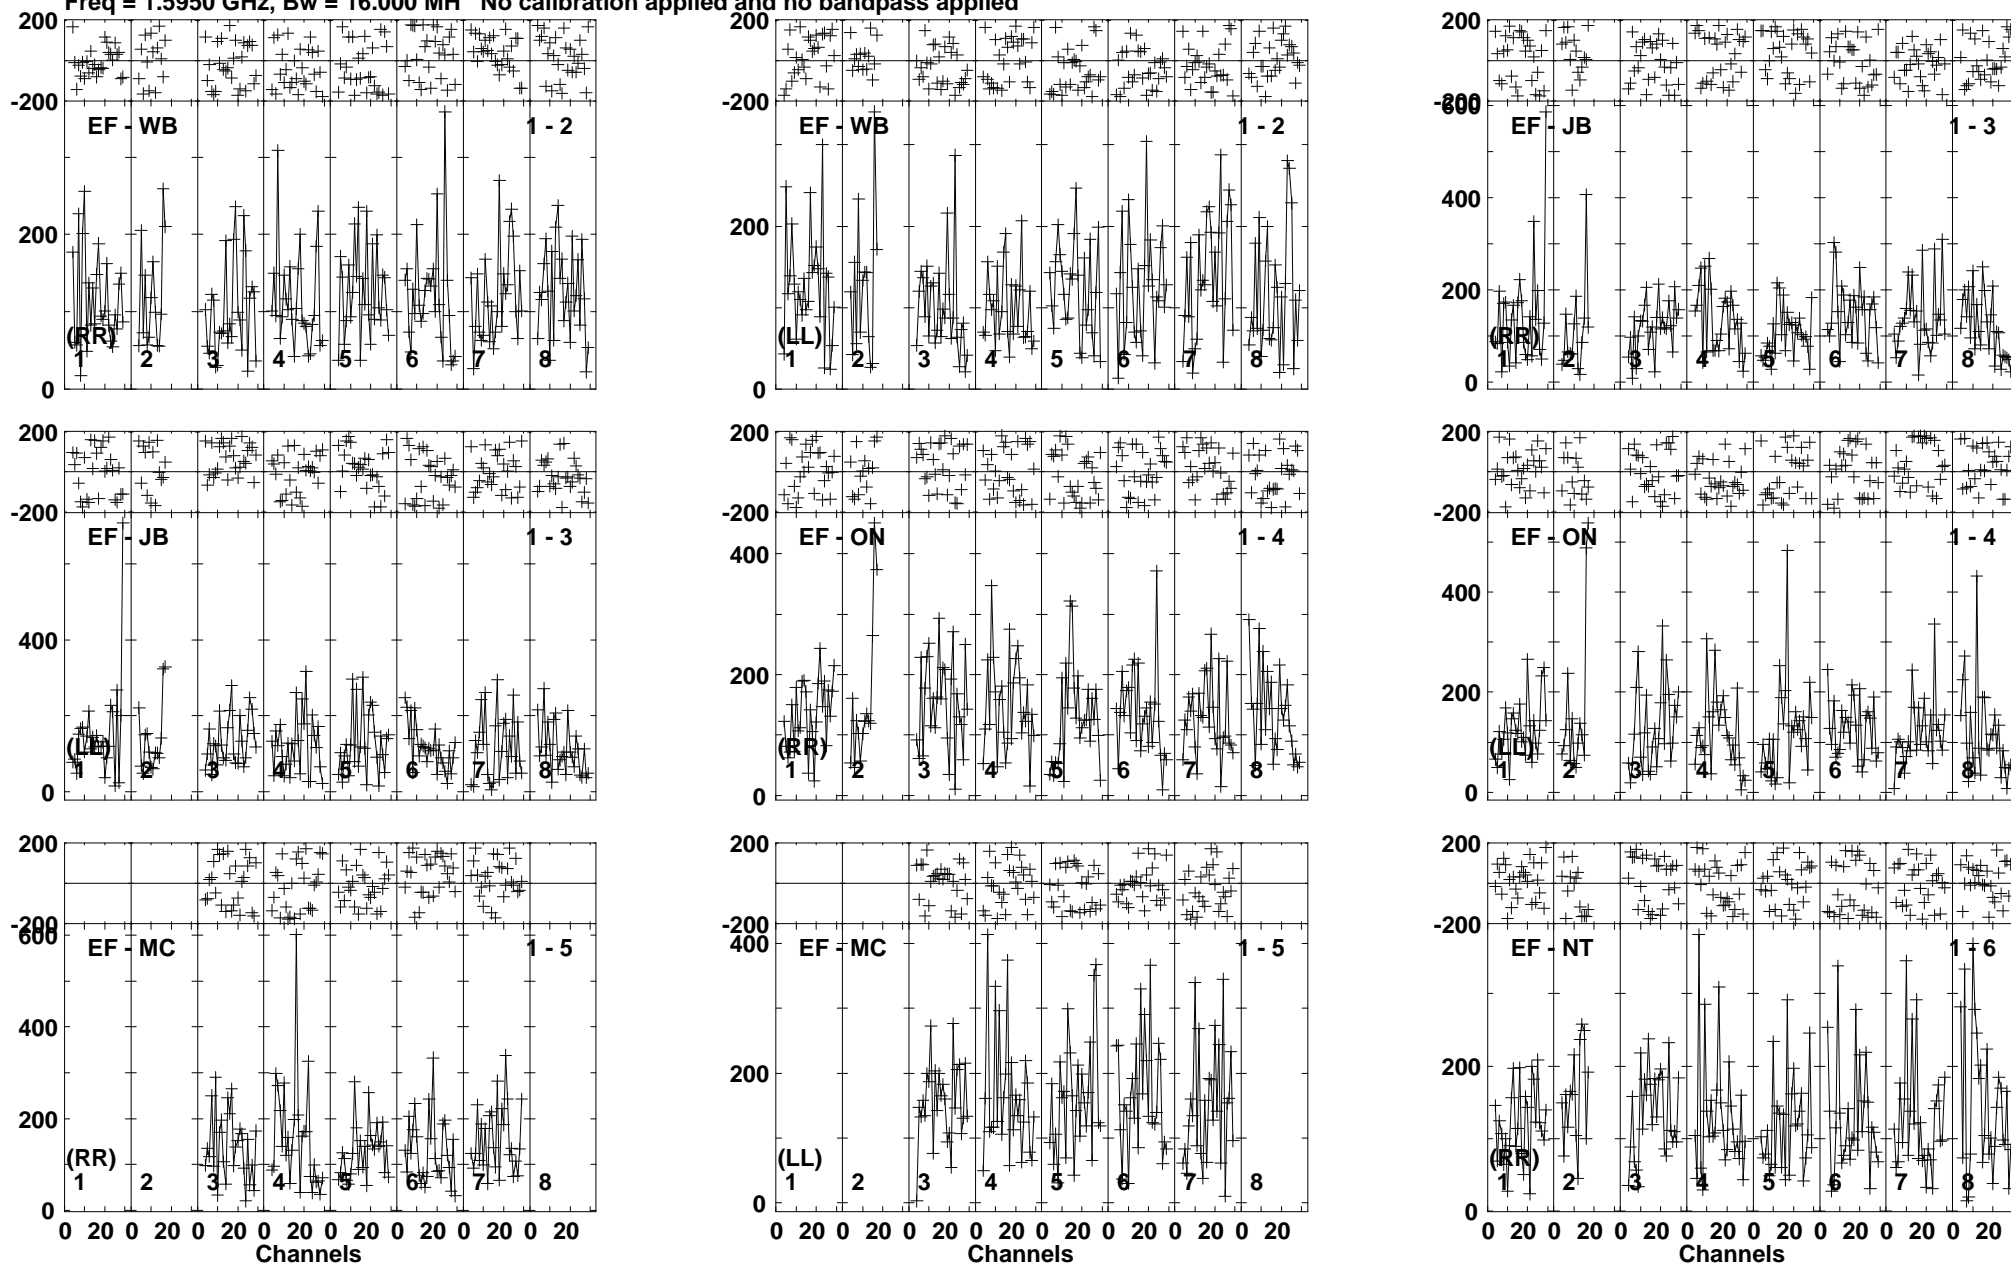 Freq = 1.5950 GHz, Bw = 16.000 MH No calibration applied and no bandpass applied
200 200 200
-200 -200 -200
EF - WB 1 - 2 EF - WB 1 - 2 600 EF - JB 1 - 3
400
200 200 200
(RR) (LL) (RR)
1 2 3 4 5 6 7 8 1 2 3 4 5 6 7 8 1 2 3 4 5 6 7 8
0 0 0
200 200 200
-200 -200 -200
EF - JB 1 - 3 EF - ON 1 - 4 EF - ON 1 - 4
400 400 400
200 200
(LL) (RR) (LL)
1 2 3 4 5 6 7 8 1 2 3 4 5 6 7 8 1 2 3 4 5 6 7 8
0 0 0
200 200 200
-200 -200 -200
600 EF - MC 1 - 5 400 EF - MC 1 - 5 EF - NT 1 - 6
400
200 200 200
(RR) (LL) (RR)
1 2 3 4 5 6 7 8 1 2 3 4 5 6 7 8 1 2 3 4 5 6 7 8
0 0 0
0 20 0 20 0 20 0 20 0 20 0 20 0 20 0 20 0 20 0 20 0 20 0 20 0 20 0 20 0 20 0 20 0 20 0 20 0 20 0 20 0 20 0 20 0 20 0 20
Channels Channels Channels